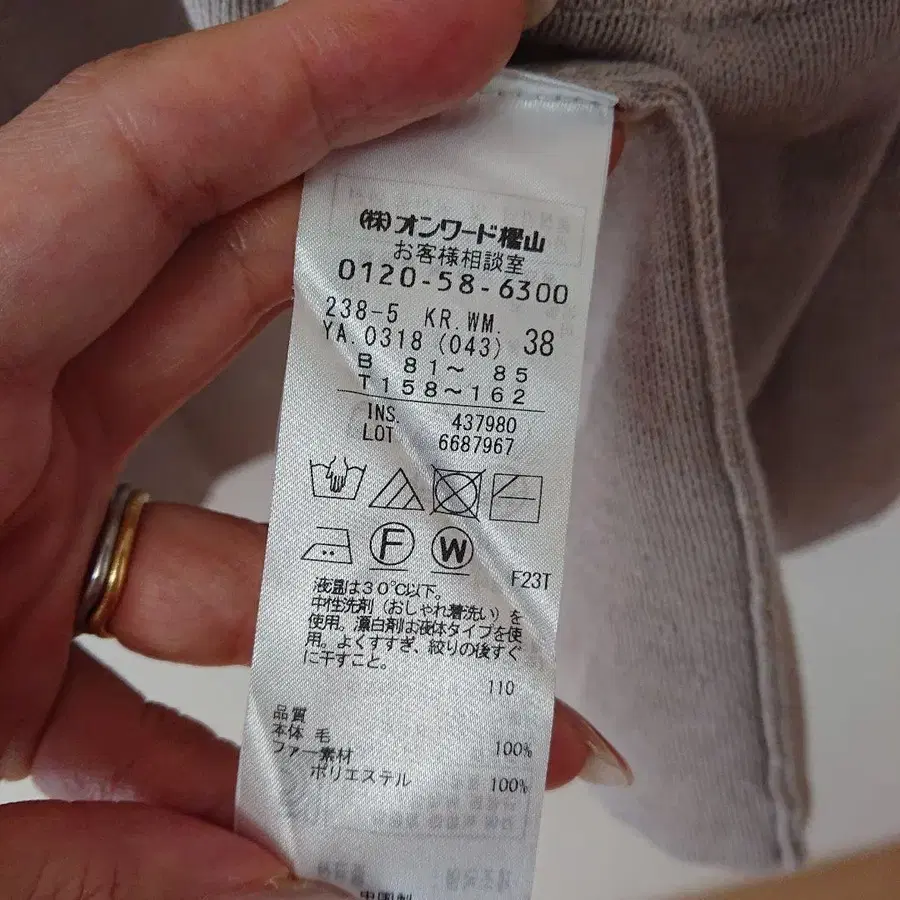 (株)オンワード樫山
お客様相談室
0120-58-6300
238-5 KR.WM.
YA.0318 (043) 38
B 81～ 85
T158～162
INS. 437980
LOT 6687967
F
W
F23T
液温は30℃以下。
中性洗剤（おしゃれ着洗い）を
使用。漂白剤は液体タイプを使
用。よくすすぎ、絞りの後すぐ
に干すこと。
110
品質
本体 毛 100%
ファー素材
ポリエステル 100%
中国製